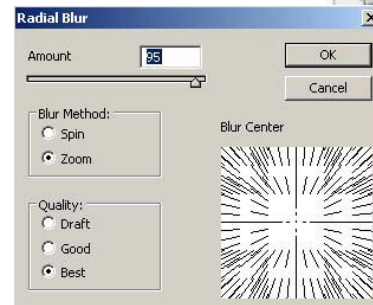 Radial Blur
Amount 95
OK
Cancel
Blur Method:
Spin
Zoom
Blur Center
Quality:
Draft
Good
Best